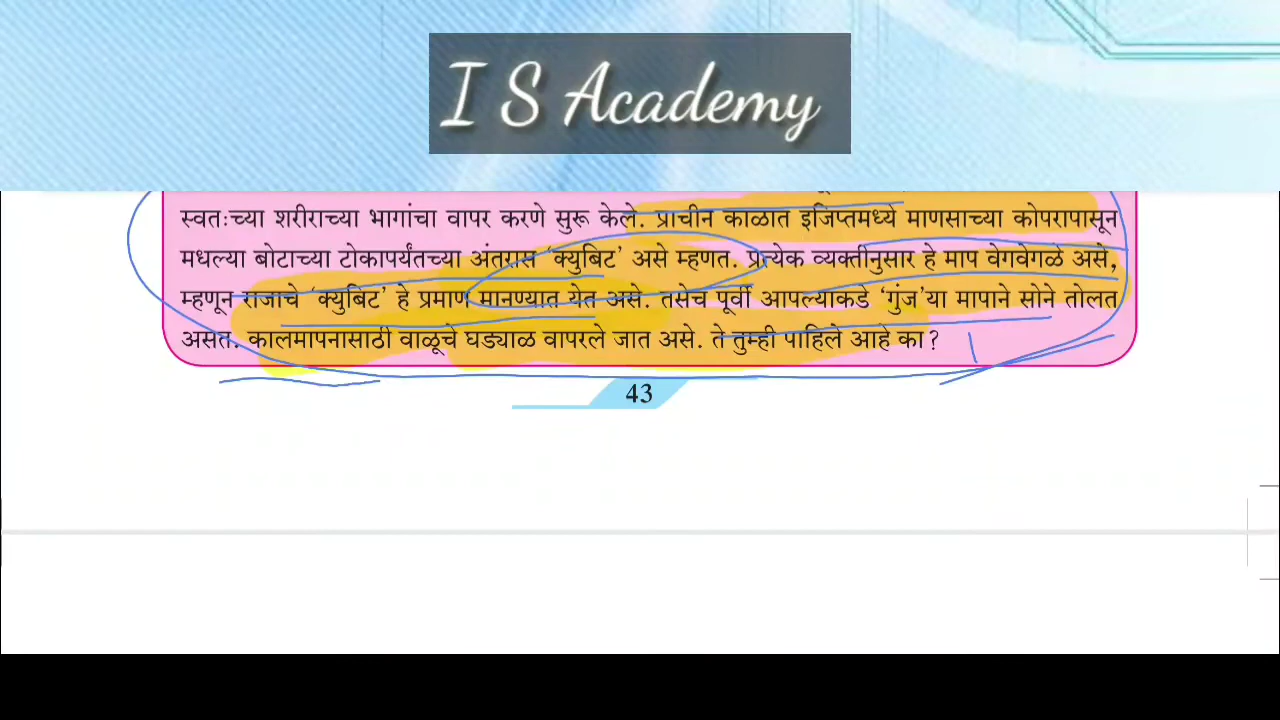 I S Academy
स्वतःच्या शरीराच्या भागांचा वापर करणे सुरू केले. प्राचीन काळात इजिप्तमध्ये माणसाच्या कोपरापासून
मधल्या बोटाच्या टोकापर्यंतच्या अंतरास ‘क्युबिट’ असे म्हणत. प्रत्येक व्यक्तीनुसार हे माप वेगवेगळे असे,
म्हणून राजाचे ‘क्युबिट’ हे प्रमाण मानण्यात येत असे. तसेच पूर्वी आपल्याकडे ‘गुंज’या मापाने सोने तोलत
असत. कालमापनासाठी वाळूचे घड्याळ वापरले जात असे. ते तुम्ही पाहिले आहे का?
43